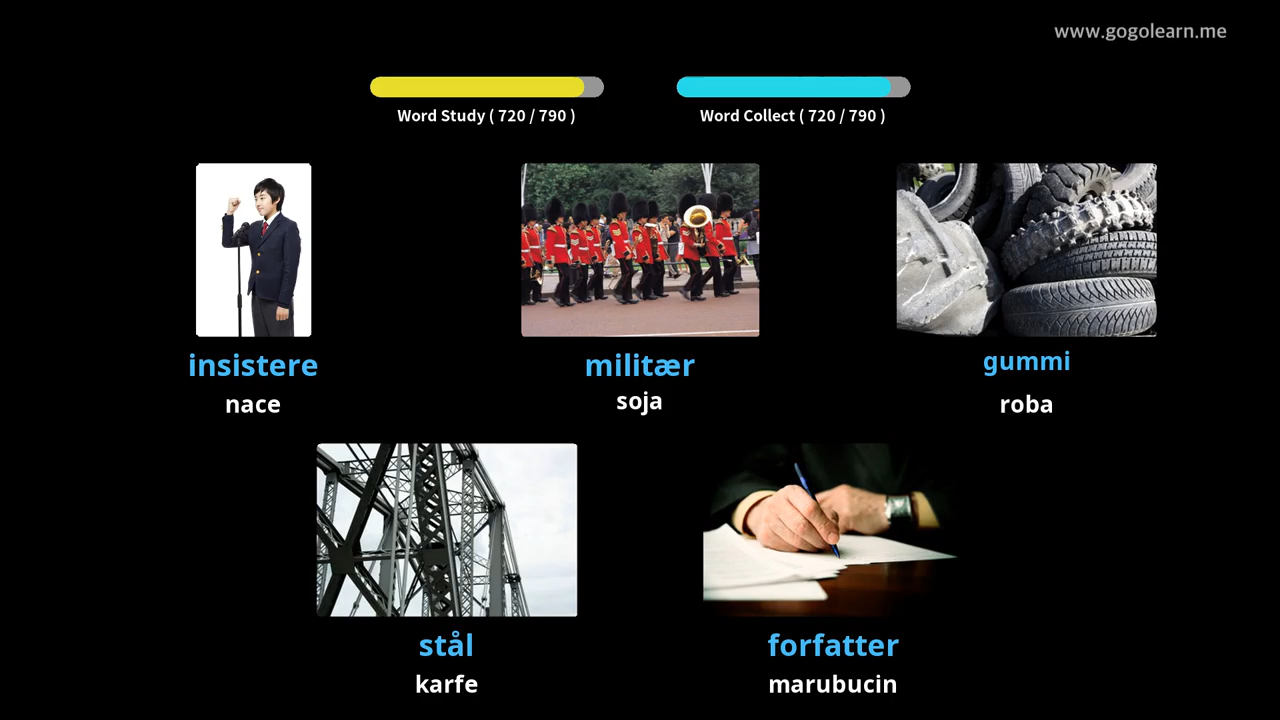 www.gogolearn.me
Word Study ( 720 / 790 )
Word Collect ( 720 / 790 )
insistere
nace
militær
soja
gummi
roba
stål
karfe
forfatter
marubucin